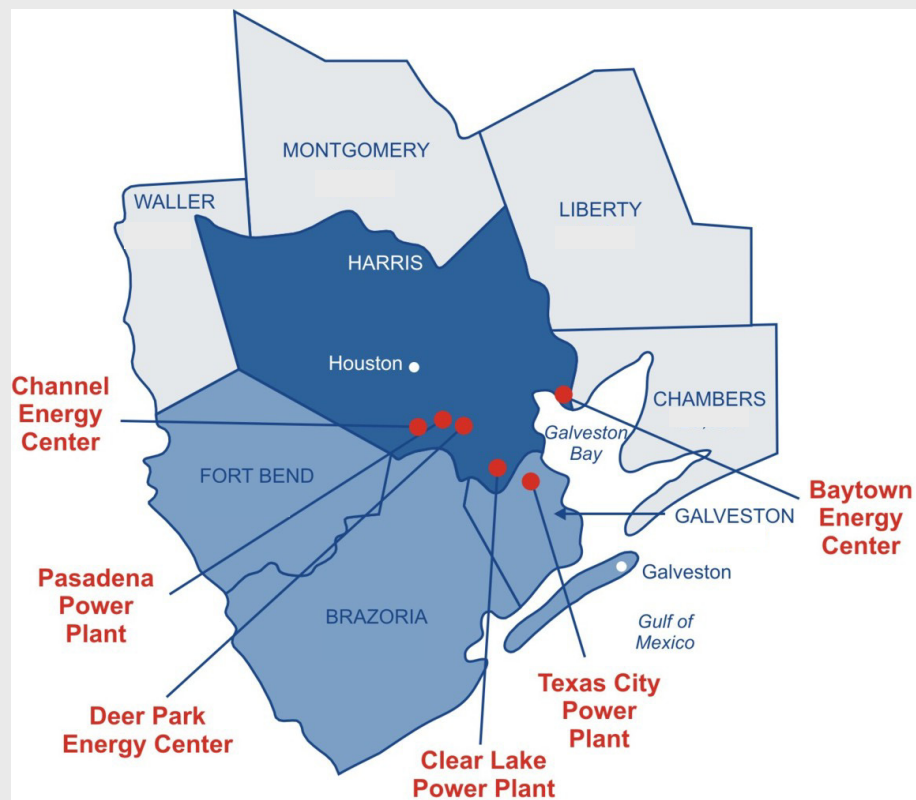 MONTGOMERY
WALLER
LIBERTY
HARRIS
Houston
Channel
Energy
Center
CHAMBERS
Galveston
Bay
FORT BEND
Baytown
Energy
Center
GALVESTON
Pasadena
Power
Plant
Galveston
BRAZORIA
Gulf of
Mexico
Texas City
Power
Plant
Deer Park
Energy Center
Clear Lake
Power Plant